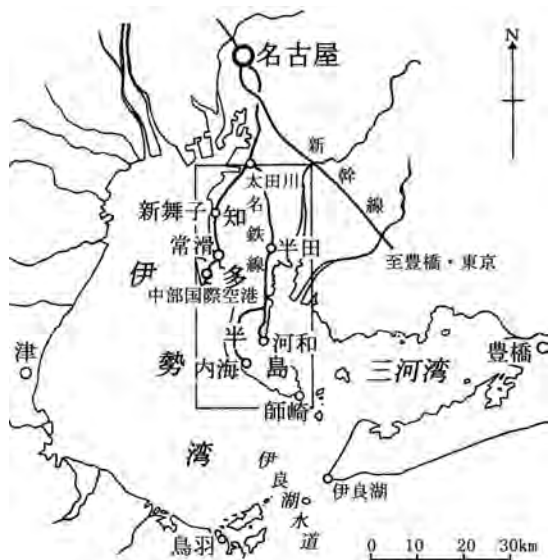 名古屋
N
新幹線
太田川
新舞子
知多半島
名鉄線
常滑
半田
至豊橋・東京
伊勢湾
中部国際空港
津
河和
豊橋
内海
三河湾
師崎
伊良湖水道
伊良湖
鳥羽
0 10 20 30km